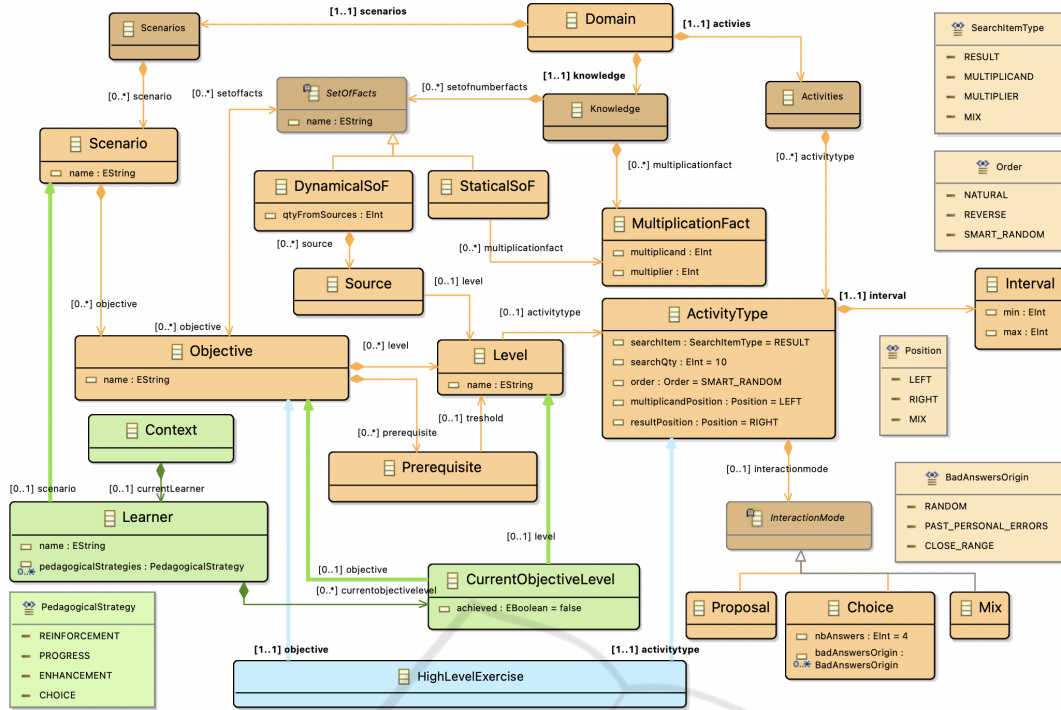 Scenarios
[1..1] scenarios
Domain
[1..1] activies
[1..1] knowledge
[0..*] scenario
[0..*] setoffacts
SetOfFacts
name : EString
[0..*] setofnumberfacts
Knowledge
Activities
SearchItemType
RESULT
MULTIPLICAND
MULTIPLIER
MIX
Scenario
name : EString
[0..*] multiplicationfact
[0..*] activitytype
Order
NATURAL
REVERSE
SMART_RANDOM
DynamicalSoF
qtyFromSources : EInt
StaticalSoF
MultiplicationFact
multiplicand : EInt
multiplier : EInt
[0..*] source
[0..*] multiplicationfact
Source
[0..1] level
[0..*] objective
[0..*] objective
[0..1] activitytype
ActivityType
searchItem : SearchItemType = RESULT
searchQty : EInt = 10
order : Order = SMART_RANDOM
multiplicandPosition : Position = LEFT
resultPosition : Position = RIGHT
[1..1] interval
Interval
min : EInt
max : EInt
Objective
name : EString
[0..*] level
Level
name : EString
Position
LEFT
RIGHT
MIX
[0..1] treshold
[0..*] prerequisite
Prerequisite
Context
[0..1] scenario
[0..1] currentLearner
[0..1] interactionmode
InteractionMode
BadAnswersOrigin
RANDOM
PAST_PERSONAL_ERRORS
CLOSE_RANGE
Learner
name : EString
0..* pedagogicalStrategies : PedagogicalStrategy
[0..1] level
[0..1] objective
[0..*] currentobjectivelevel
CurrentObjectiveLevel
achieved : EBoolean = false
PedagogicalStrategy
REINFORCEMENT
PROGRESS
ENHANCEMENT
CHOICE
Proposal
Choice
nbAnswers : EInt = 4
badAnswersOrigin :
0..* BadAnswersOrigin
Mix
[1..1] objective
[1..1] activitytype
HighLevelExercise